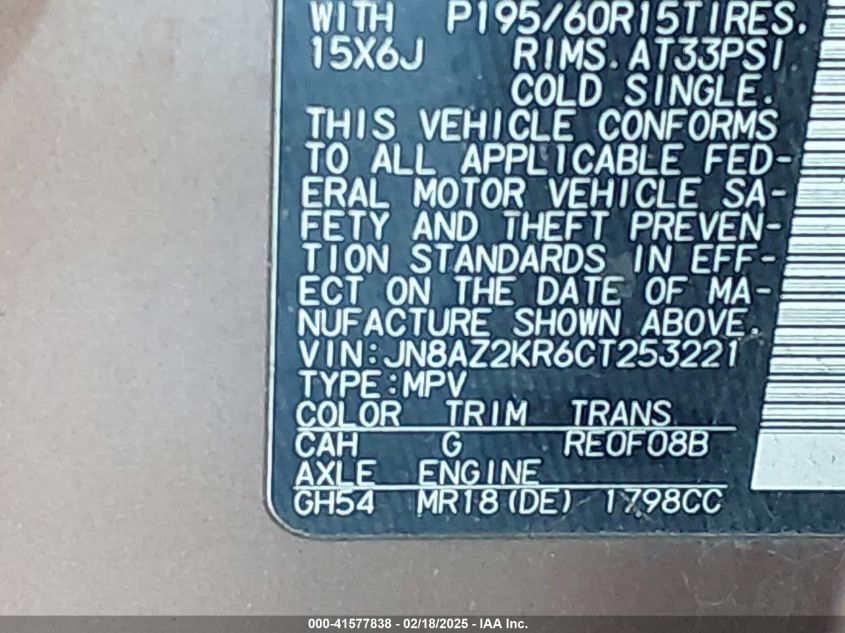 WITH P195/60R15TIRES.
15X6J RIMS.AT33PSI
COLD SINGLE.
THIS VEHICLE CONFORMS
TO ALL APPLICABLE FED-
ERAL MOTOR VEHICLE SA-
FETY AND THEFT PREVEN-
TION STANDARDS IN EFF-
ECT ON THE DATE OF MA-
NUFACTURE SHOWN ABOVE.
VIN:JN8AZ2KR6CT253221
TYPE:MPV
COLOR TRIM TRANS
CAH G RE0F08B
AXLE ENGINE
GH54 MR18(DE) 1798CC
000-41577838 - 02/18/2025 - IAA Inc.